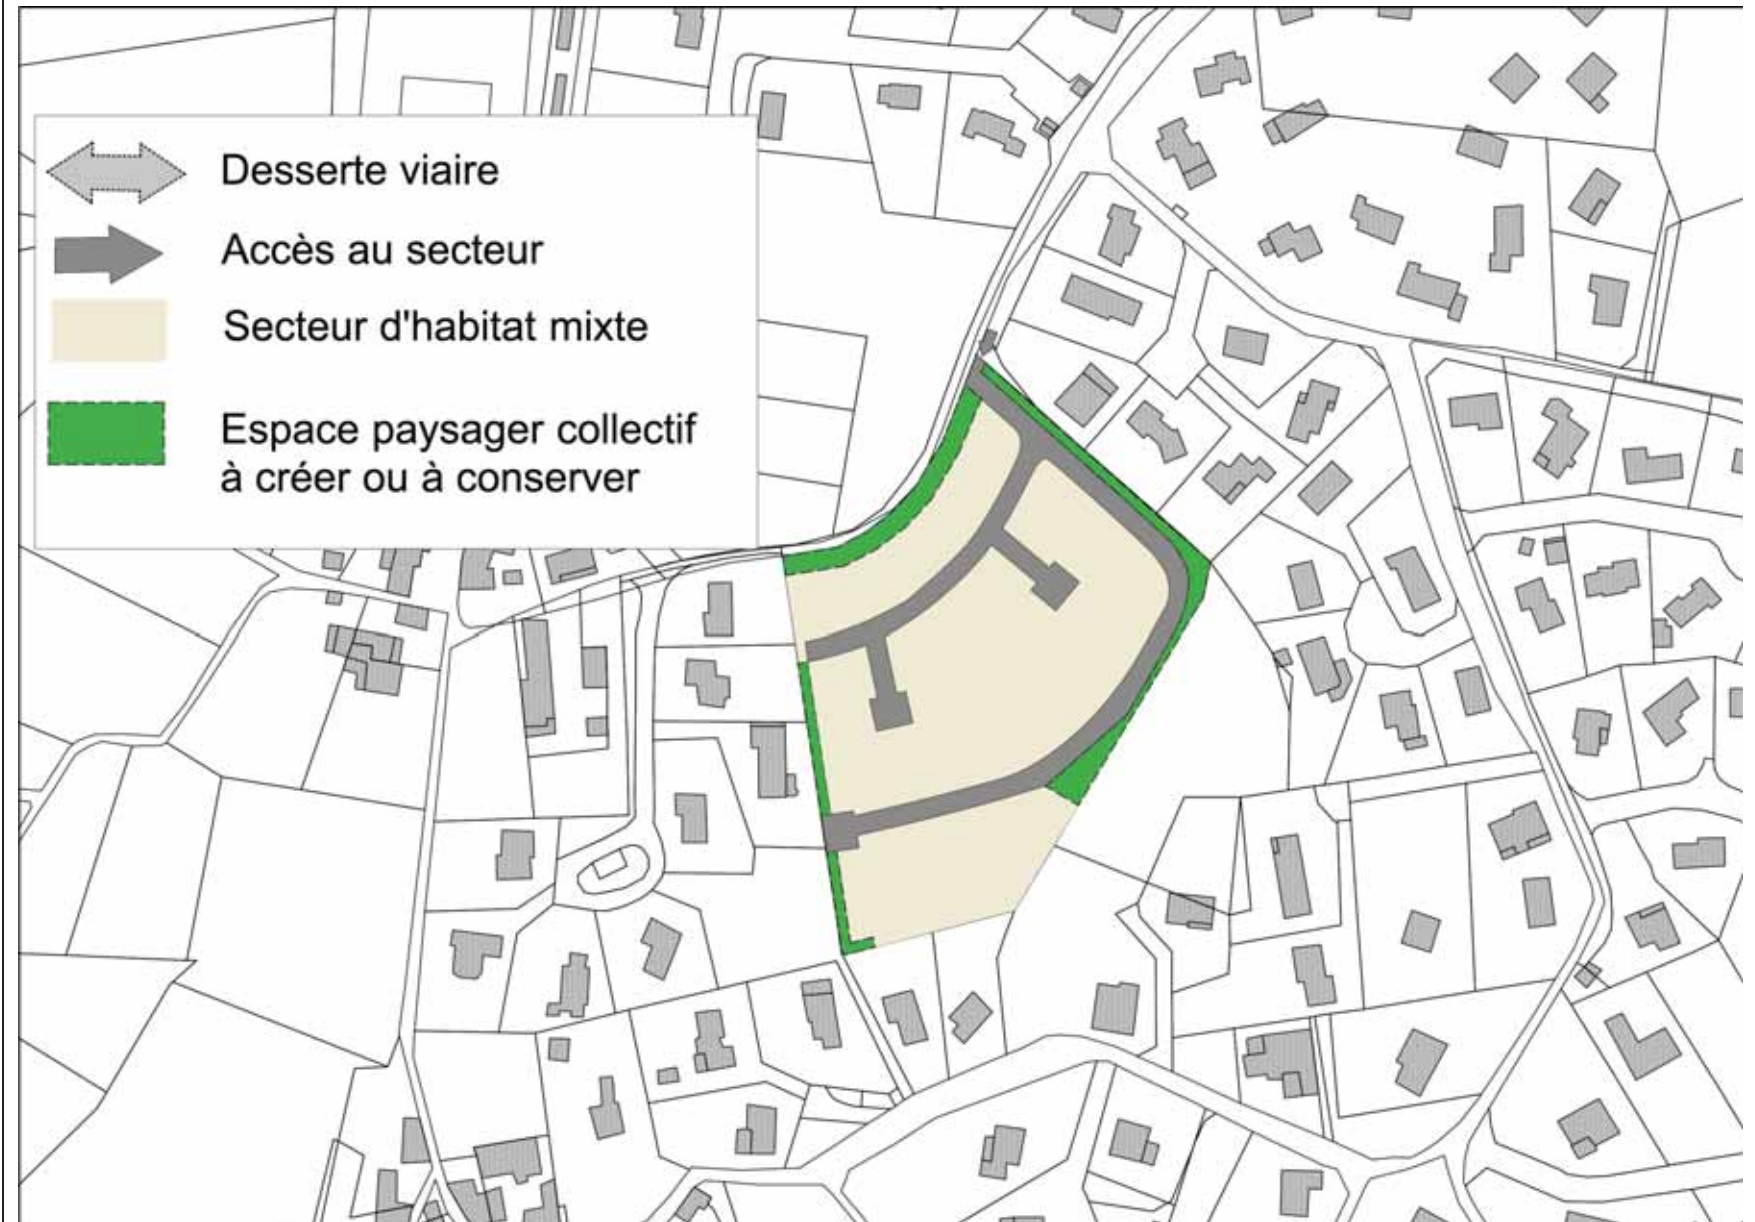 Desserte viaire
Accès au secteur
Secteur d'habitat mixte
Espace paysager collectif
à créer ou à conserver